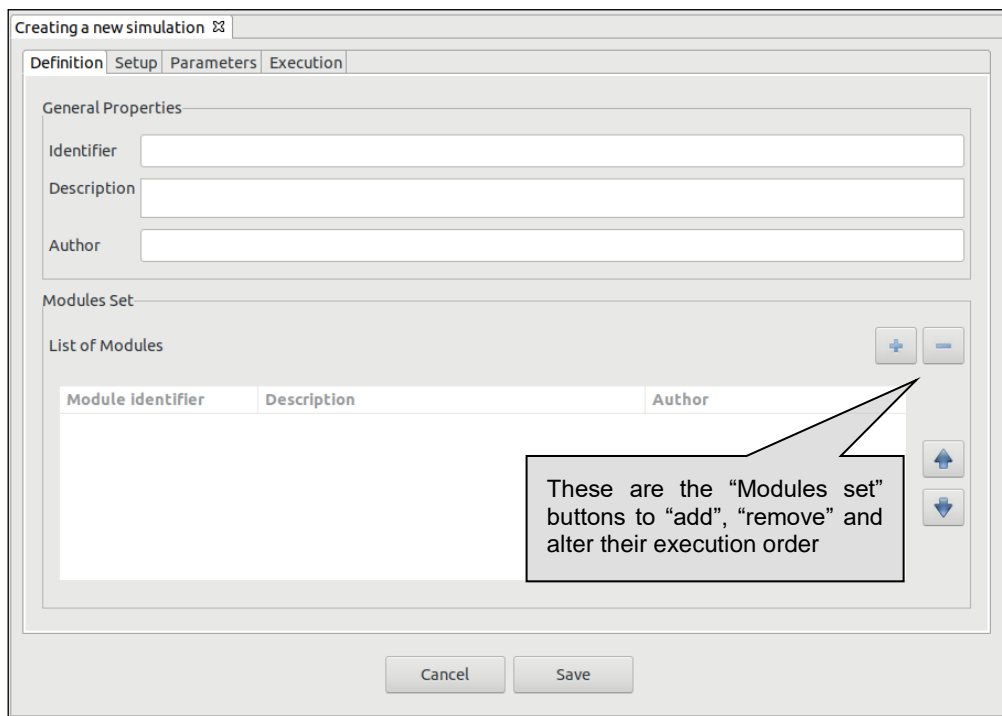 Creating a new simulation
Definition Setup Parameters Execution
General Properties
Identifier
Description
Author
Modules Set
List of Modules
Module identifier Description Author
These are the “Modules set”
buttons to “add”, “remove” and
alter their execution order
Cancel Save